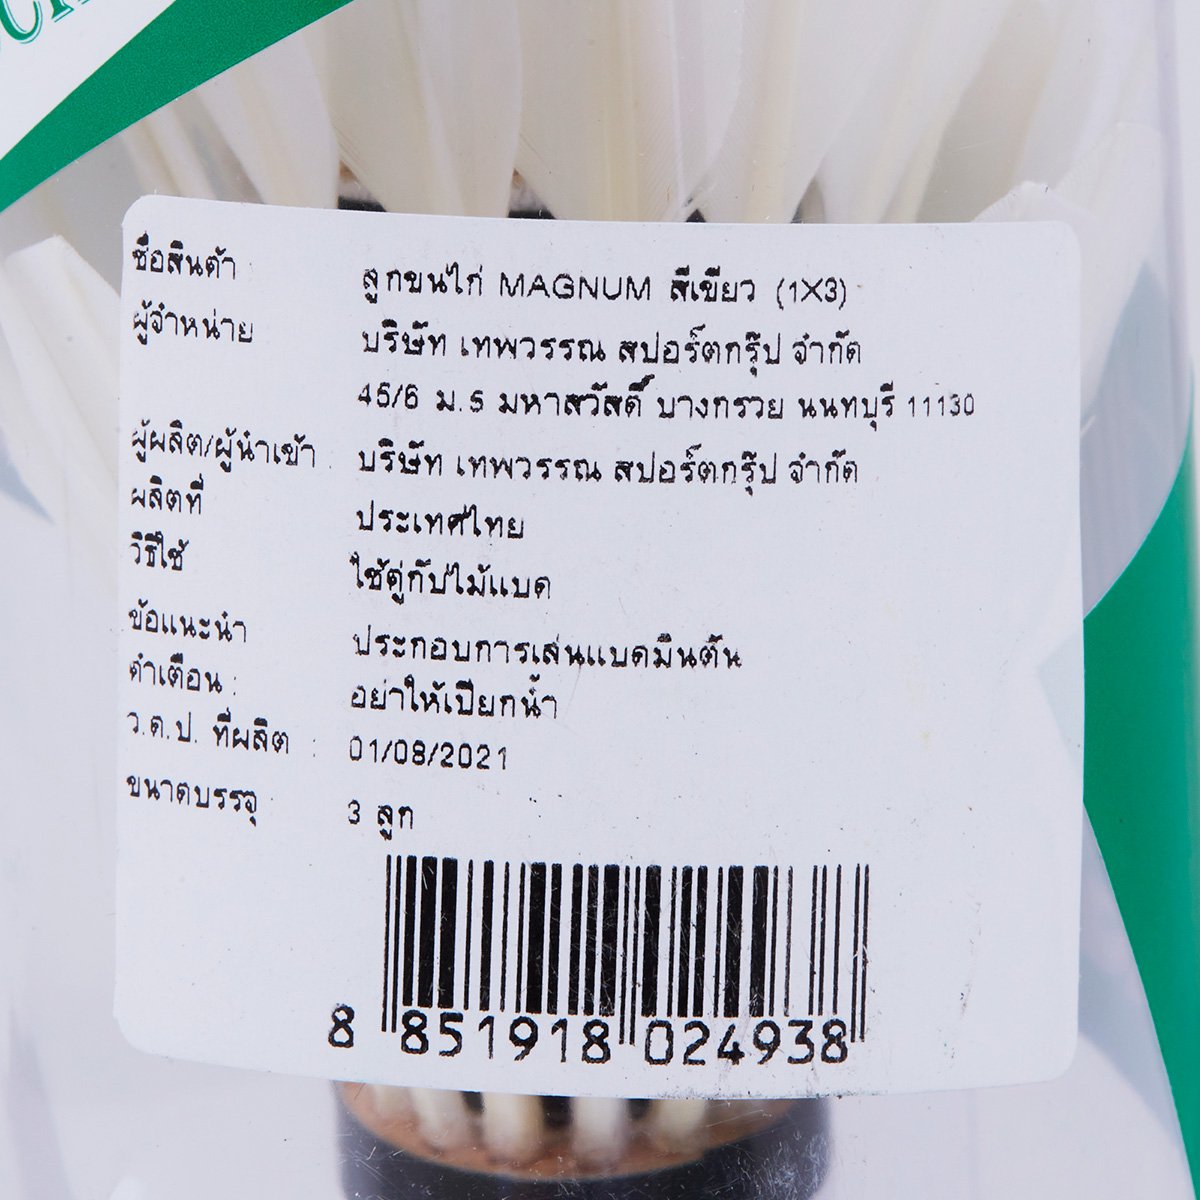 ชื่อสินค้า : ลูกขนไก่ MAGNUM สีเขียว (1X3)
ผู้จำหน่าย บริษัท เทพวรรณ สปอร์ตกรุ๊ป จำกัด
45/6 ม.5 มหาสวัสดิ์ บางกรวย นนทบุรี 11130
ผู้ผลิต/ผู้นำเข้า : บริษัท เทพวรรณ สปอร์ตกรุ๊ป จำกัด
ผลิตที่ ประเทศไทย
วิธีใช้ ใช้คู่กับไม้แบด
ข้อแนะนำ ประกอบการเล่นแบดมินตัน
คำเตือน : อย่าให้เปียกน้ำ
ว.ด.ป. ที่ผลิต : 01/08/2021
ขนาดบรรจุ : 3 ลูก
8 851918 024938